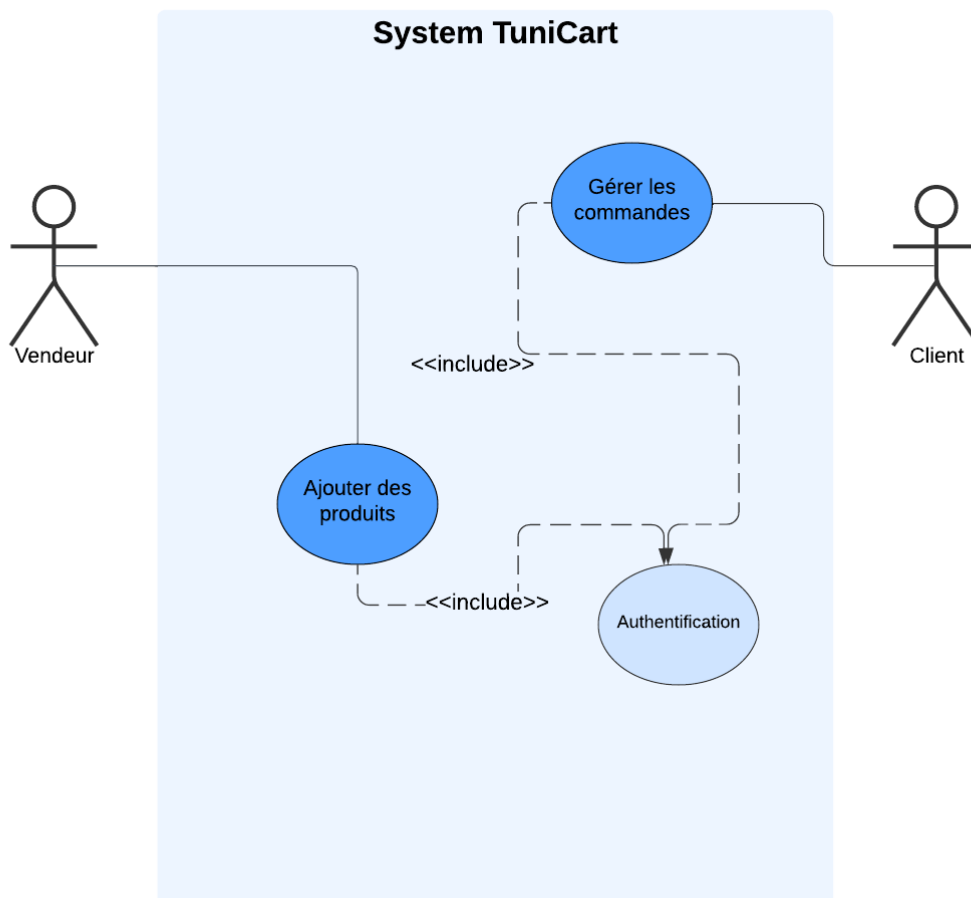 System TuniCart
Gérer les
commandes
Vendeur
Client
<<include>>
Ajouter des
produits
<<include>>
Authentification